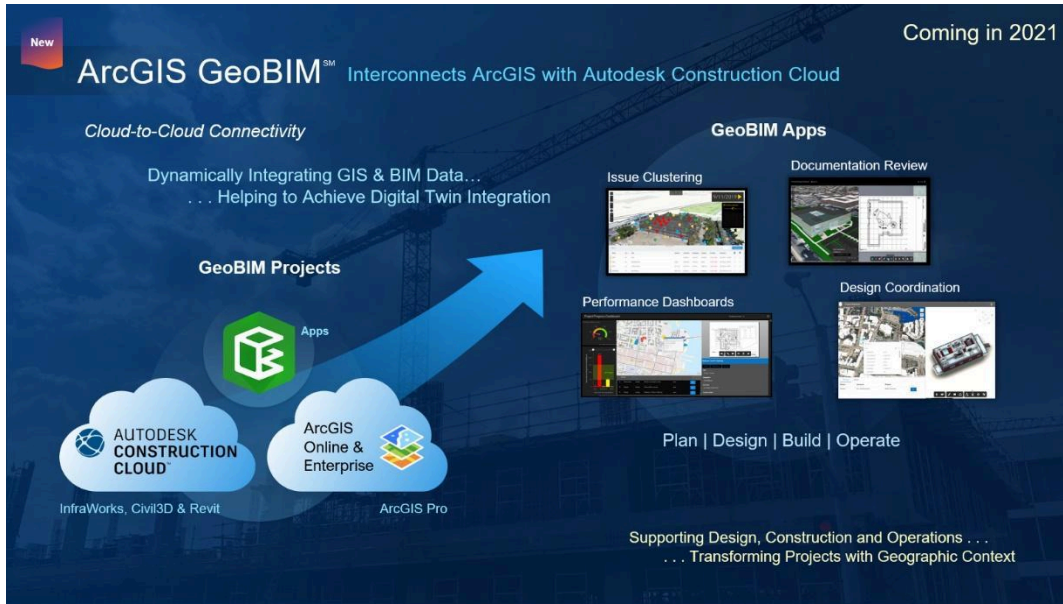 New
Coming in 2021
ArcGIS GeoBIM℠ Interconnects ArcGIS with Autodesk Construction Cloud
Cloud-to-Cloud Connectivity
Dynamically Integrating GIS & BIM Data…
. . . Helping to Achieve Digital Twin Integration
GeoBIM Projects
Apps
AUTODESK
CONSTRUCTION
CLOUD™
ArcGIS
Online &
Enterprise
InfraWorks, Civil3D & Revit
ArcGIS Pro
GeoBIM Apps
Issue Clustering
Documentation Review
Performance Dashboards
Design Coordination
Plan | Design | Build | Operate
Supporting Design, Construction and Operations . . .
. . . Transforming Projects with Geographic Context